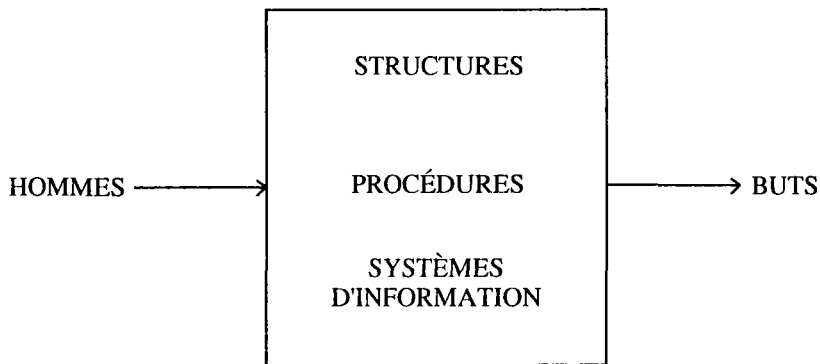 STRUCTURES
HOMMES
PROCÉDURES
BUTS
SYSTÈMES
D'INFORMATION